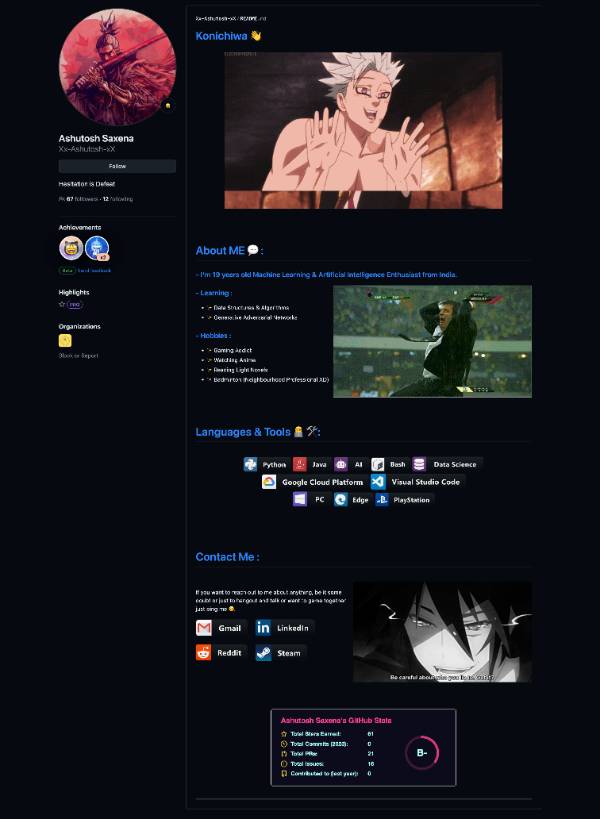 Ashutosh Saxena
Xx-Ashutosh-xX
Follow
Hesitation is Defeat
67 followers · 12 following
Achievements
x2
Beta Send feedback
Highlights
PRO
Organizations
Block or Report
Xx-Ashutosh-xX / README.md
Konichiwa 👋
About ME 💬 :
- I'm 19 years old Machine Learning & Artificial Intelligence Enthusiast from India.
- Learning :
Data Structures & Algorithms
Generative Adversarial Networks
- Hobbies :
Gaming Addict
Watching Anime
Reading Light Novels
Badminton (Neighbourhood Professional XD)
Languages & Tools 🛠 :
Python Java AI Bash Data Science
Google Cloud Platform Visual Studio Code
PC Edge PlayStation
Contact Me :
If you want to reach out to me about anything, be it some
doubt or just to hangout and talk or want to game together
just ping me
Gmail LinkedIn
Reddit Steam
Be careful about who you
Ashutosh Saxena's GitHub Stats
Total Stars Earned: 61
Total Commits 0
Total PRs: 21
Total Issues: 16
Contributed to (last year): 0
B-